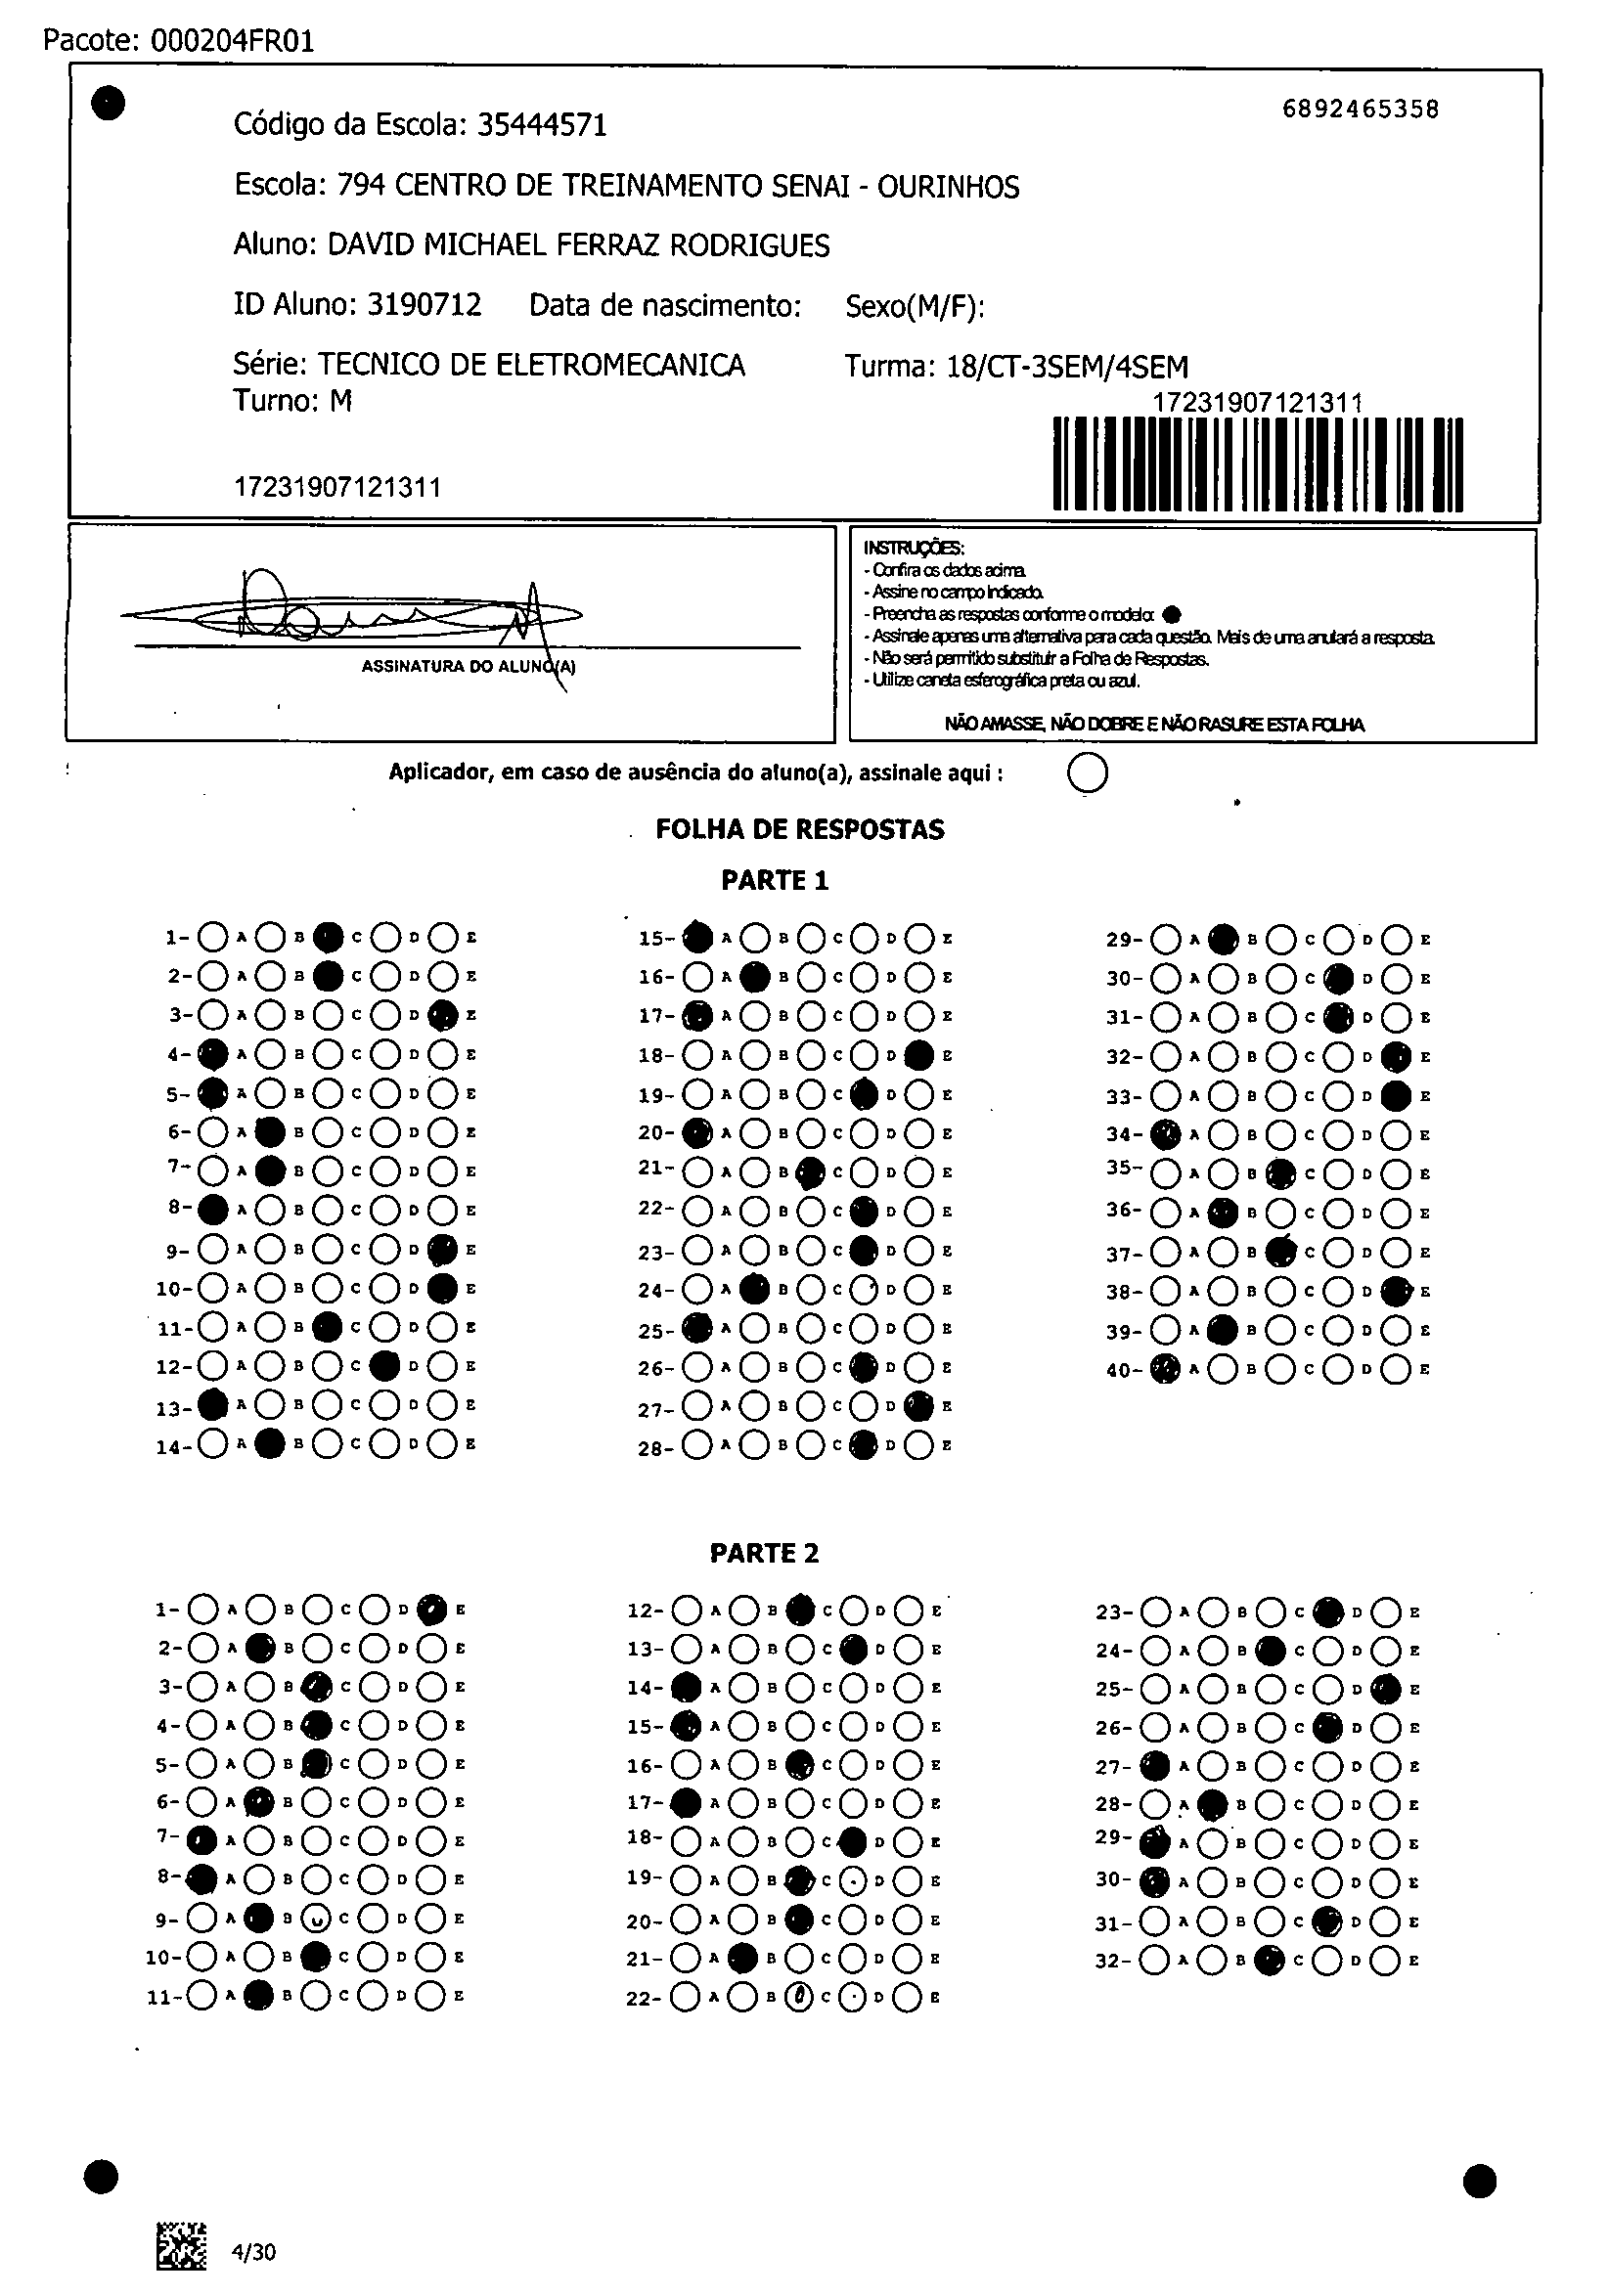 Pacote: 000204FR01
6892465358
Código da Escola: 35444571
Escola: 794 CENTRO DE TREINAMENTO SENAI - OURINHOS
Aluno: DAVID MICHAEL FERRAZ RODRIGUES
ID Aluno: 3190712 Data de nascimento: Sexo(M/F):
Série: TECNICO DE ELETROMECANICA Turma: 18/CT-3SEM/4SEM
Turno: M
17231907121311
17231907121311
ASSINATURA DO ALUNO(A)
INSTRUÇÕES:
- Confira os dados acima.
- Assine no campo indicado.
- Preencha as respostas conforme o modelo:
- Assinale apenas uma alternativa para cada questão. Mais de uma anulará a resposta.
- Não será permitido substituir a Folha de Respostas.
- Utilize caneta esferográfica preta ou azul.
NÃO AMASSE, NÃO DOBRE E NÃO RASURE ESTA FOLHA
Aplicador, em caso de ausência do aluno(a), assinale aqui :
FOLHA DE RESPOSTAS
PARTE 1
1- A B C D E
2- A B C D E
3- A B C D E
4- A B C D E
5- A B C D E
6- A B C D E
7- A B C D E
8- A B C D E
9- A B C D E
10- A B C D E
11- A B C D E
12- A B C D E
13- A B C D E
14- A B C D E
15- A B C D E
16- A B C D E
17- A B C D E
18- A B C D E
19- A B C D E
20- A B C D E
21- A B C D E
22- A B C D E
23- A B C D E
24- A B C D E
25- A B C D E
26- A B C D E
27- A B C D E
28- A B C D E
29- A B C D E
30- A B C D E
31- A B C D E
32- A B C D E
33- A B C D E
34- A B C D E
35- A B C D E
36- A B C D E
37- A B C D E
38- A B C D E
39- A B C D E
40- A B C D E
PARTE 2
1- A B C D E
2- A B C D E
3- A B C D E
4- A B C D E
5- A B C D E
6- A B C D E
7- A B C D E
8- A B C D E
9- A B C D E
10- A B C D E
11- A B C D E
12- A B C D E
13- A B C D E
14- A B C D E
15- A B C D E
16- A B C D E
17- A B C D E
18- A B C D E
19- A B C D E
20- A B C D E
21- A B C D E
22- A B C D E
23- A B C D E
24- A B C D E
25- A B C D E
26- A B C D E
27- A B C D E
28- A B C D E
29- A B C D E
30- A B C D E
31- A B C D E
32- A B C D E
4/30